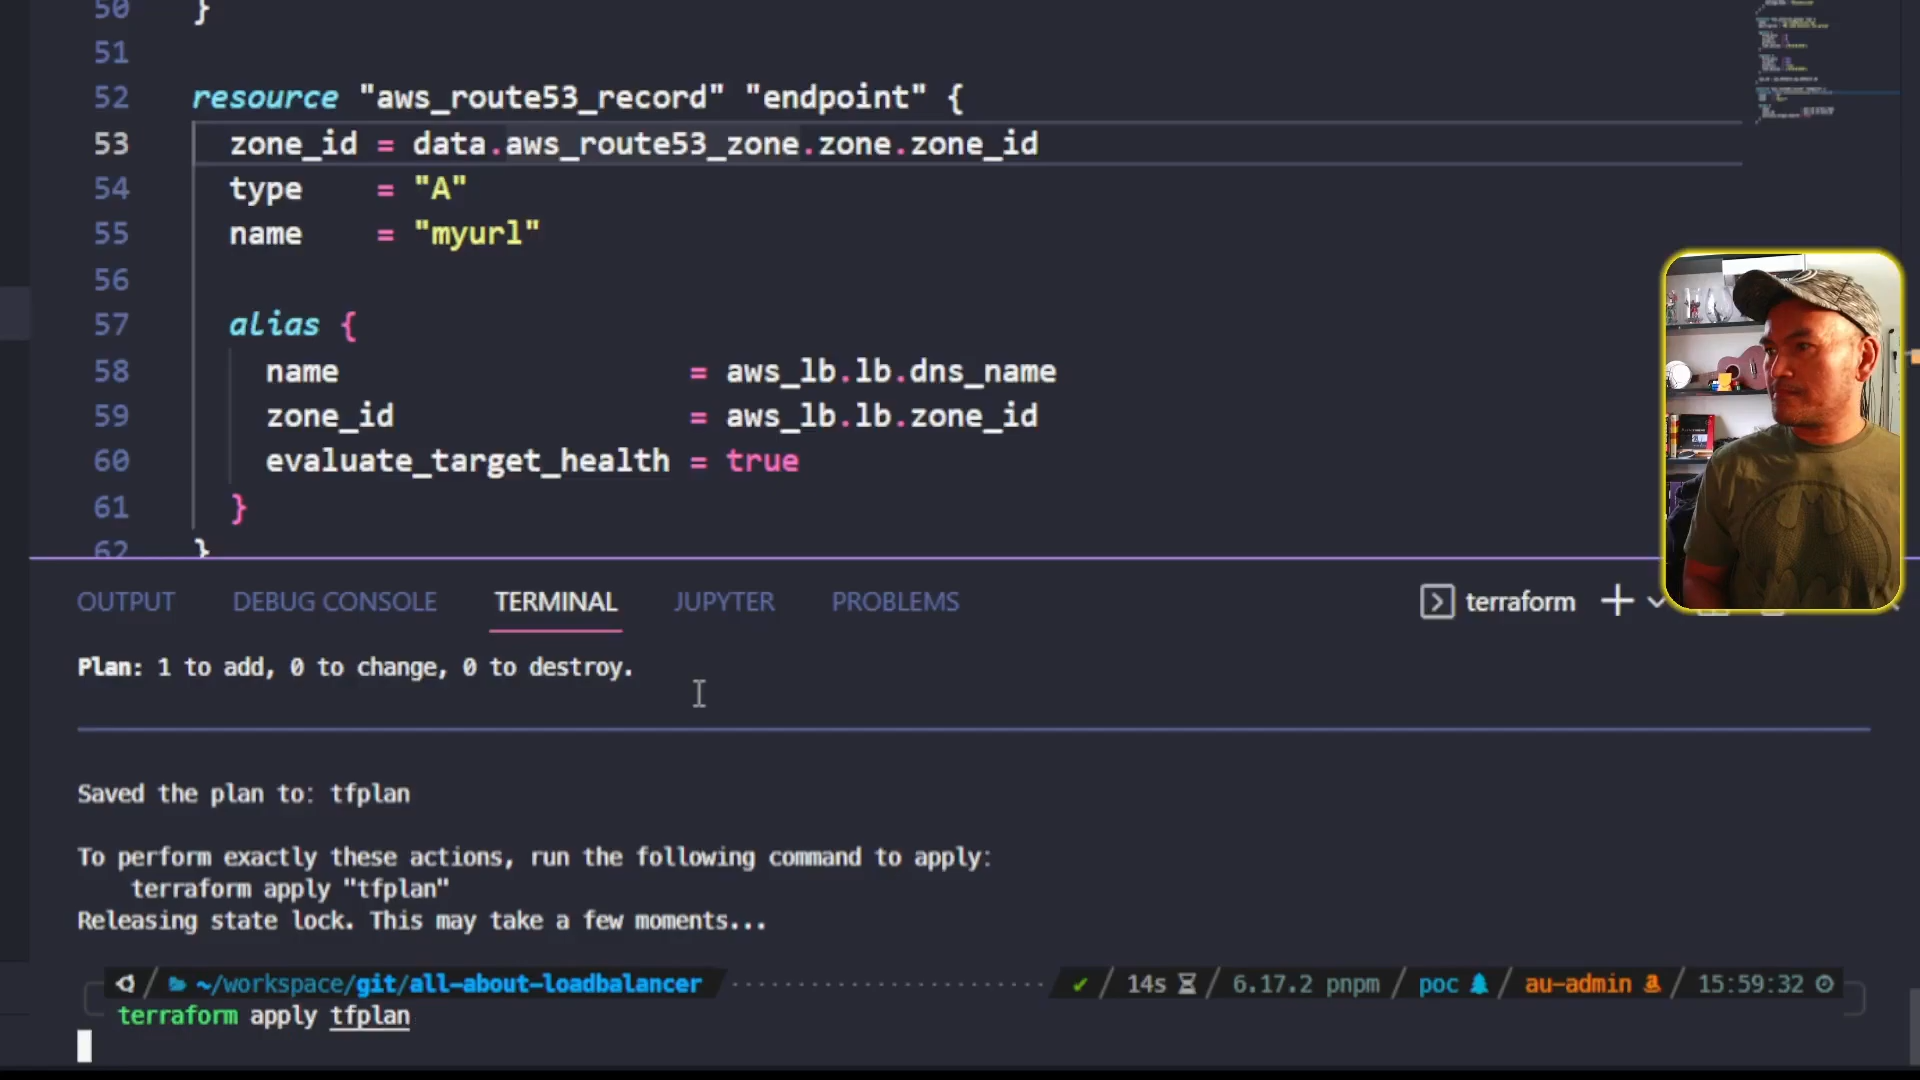 50 }
51
52 resource "aws_route53_record" "endpoint" {
53 zone_id = data.aws_route53_zone.zone.zone_id
54 type = "A"
55 name = "myurl"
56
57 alias {
58 name = aws_lb.lb.dns_name
59 zone_id = aws_lb.lb.zone_id
60 evaluate_target_health = true
61 }
62 }
OUTPUT DEBUG CONSOLE TERMINAL JUPYTER PROBLEMS terraform
Plan: 1 to add, 0 to change, 0 to destroy.
Saved the plan to: tfplan
To perform exactly these actions, run the following command to apply:
terraform apply "tfplan"
Releasing state lock. This may take a few moments...
~/workspace/git/all-about-loadbalancer ✔ 14s 6.17.2 pnpm poc au-admin 15:59:32
terraform apply tfplan